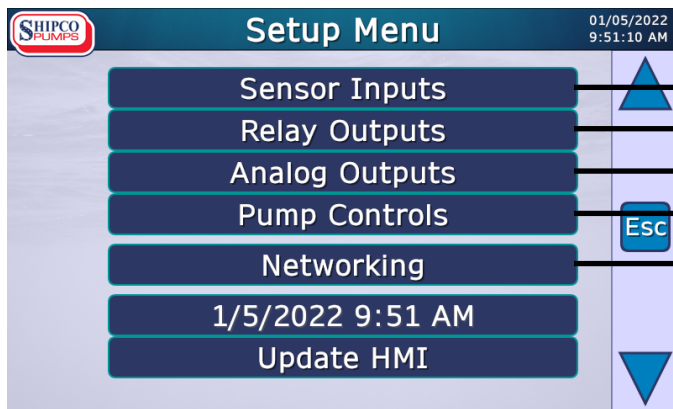 SHIPCO
PUMPS
Setup Menu
01/05/2022
9:51:10 AM
Sensor Inputs
Relay Outputs
Analog Outputs
Pump Controls
Esc
Networking
1/5/2022 9:51 AM
Update HMI